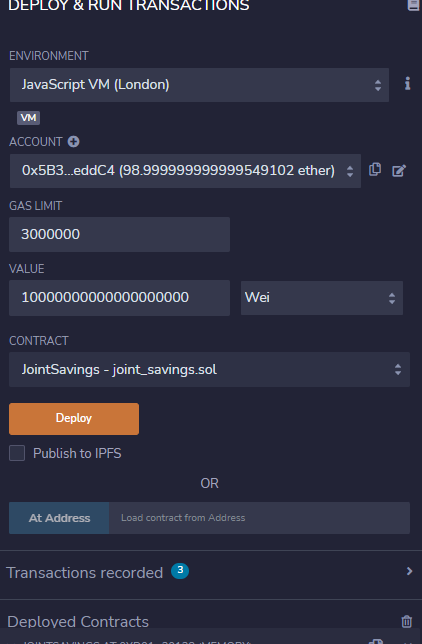 DEPLOY & RUN TRANSACTIONS
ENVIRONMENT
JavaScript VM (London)
VM
ACCOUNT
0x5B3...eddC4 (98.999999999999549102 ether)
GAS LIMIT
3000000
VALUE
10000000000000000000 Wei
CONTRACT
JointSavings - joint_savings.sol
Deploy
Publish to IPFS
OR
At Address Load contract from Address
Transactions recorded 3
Deployed Contracts